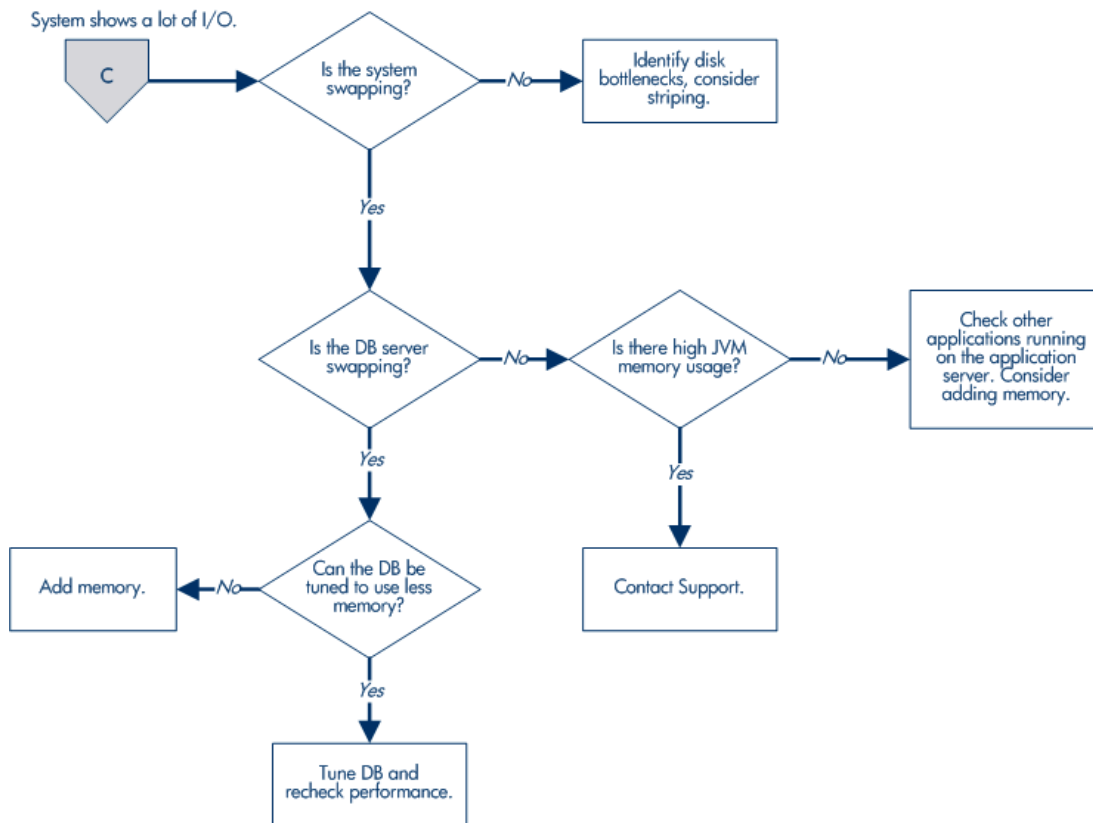 System shows a lot of I/O.
C
Is the system
swapping?
No
Identify disk
bottlenecks, consider
striping.
Yes
Is the DB server
swapping?
No
Is there high JVM
memory usage?
No
Check other
applications running
on the application
server. Consider
adding memory.
Yes
Yes
Add memory.
No
Can the DB be
tuned to use less
memory?
Contact Support.
Yes
Tune DB and
recheck performance.